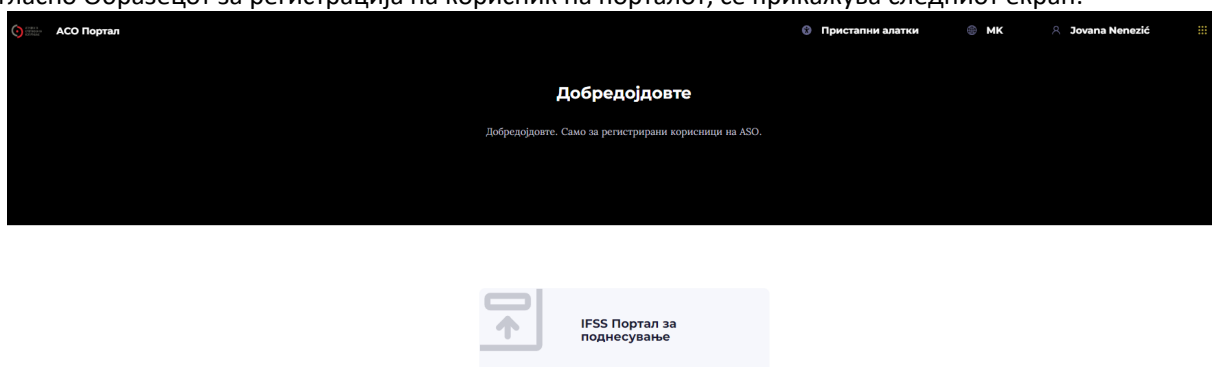 гласно Образецот за регистрација на корисник на порталот, се прикажува следниот екран:
АСО Портал
Пристапни алатки
МК
Jovana Nenezić
Добредојдовте
Добредојдовте. Само за регистрирани корисници на ASO.
IFSS Портал за
поднесување